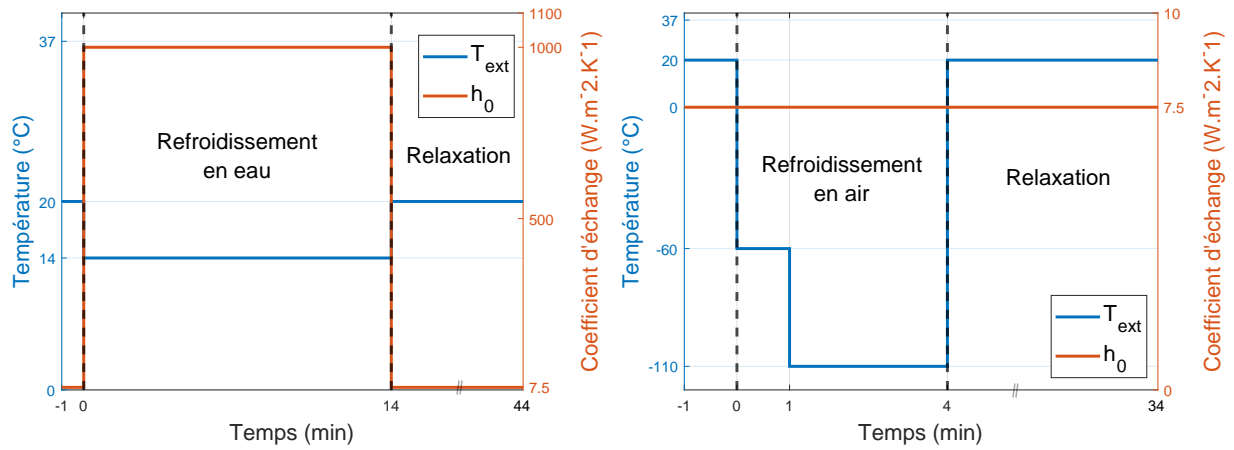 1100
37
1000
T_ext
h_0
Refroidissement
en eau
Relaxation
20
500
14
0
7.5
-1
0
14
44
Temps (min)
Température (°C)
Coefficient d'échange (W.m⁻2.K⁻1)
10
37
20
0
7.5
Refroidissement
en air
Relaxation
-60
T_ext
h_0
-110
0
-1
0
1
4
34
Temps (min)
Température (°C)
Coefficient d'échange (W.m⁻2.K⁻1)